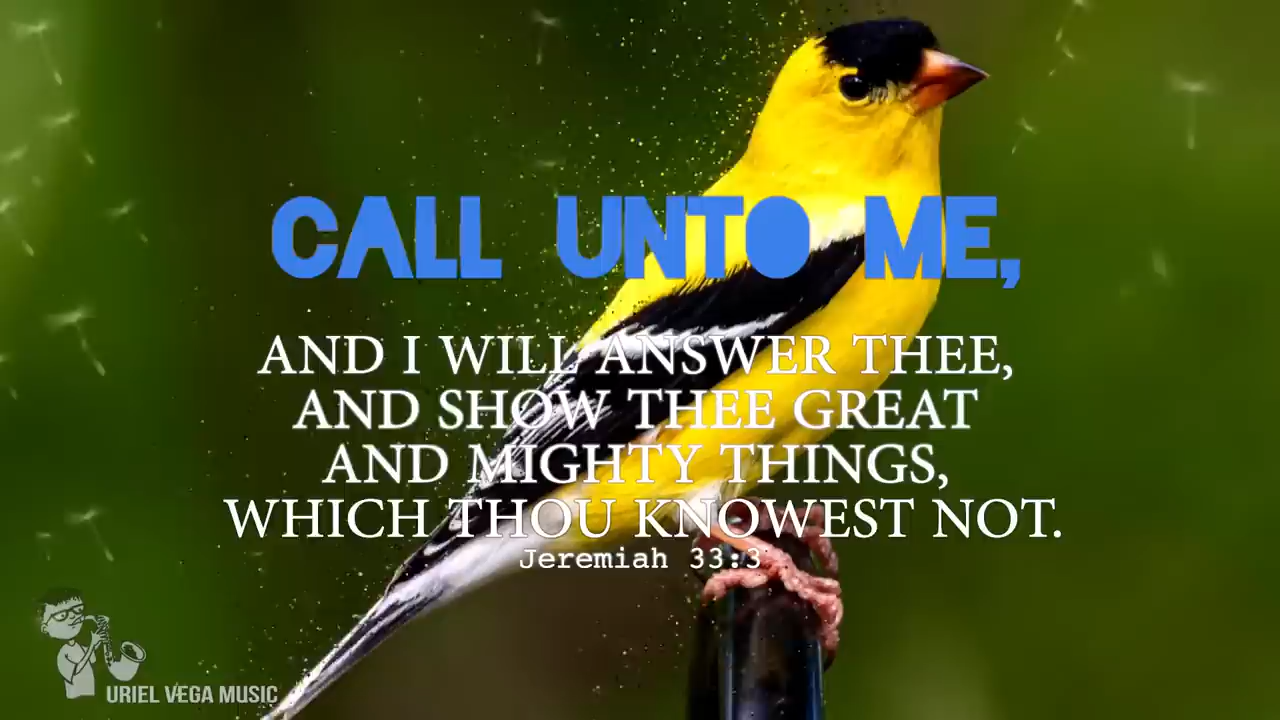 CALL UNTO ME,
AND I WILL ANSWER THEE,
AND SHOW THEE GREAT
AND MIGHTY THINGS,
WHICH THOU KNOWEST NOT.
Jeremiah 33:3
URIEL VEGA MUSIC